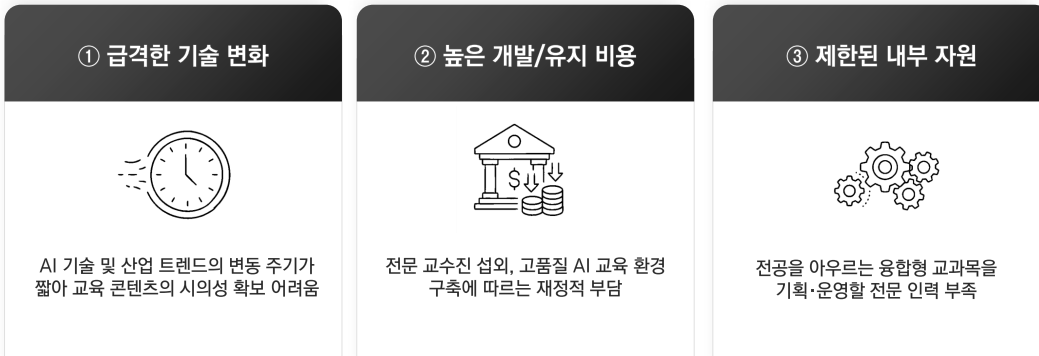 ① 급격한 기술 변화
AI 기술 및 산업 트렌드의 변동 주기가
짧아 교육 콘텐츠의 시의성 확보 어려움
② 높은 개발/유지 비용
$
전문 교수진 섭외, 고품질 AI 교육 환경
구축에 따르는 재정적 부담
③ 제한된 내부 자원
전공을 아우르는 융합형 교과목을
기획·운영할 전문 인력 부족